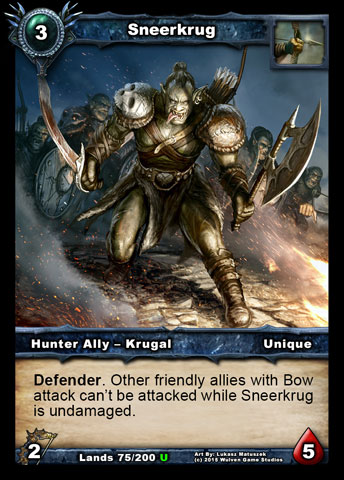 3
Sneerkrug
Hunter Ally – Krugal Unique
Defender. Other friendly allies with Bow
attack can't be attacked while Sneerkrug
is undamaged.
2
Lands 75/200 U
Art By: Lukasz Matuszek
(c) 2015 Wulven Game Studios
5